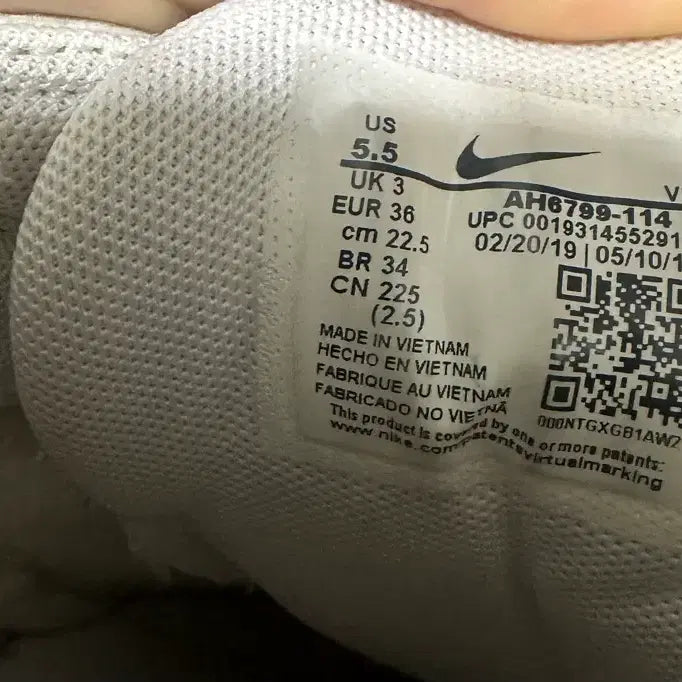 US
5.5
UK 3
EUR 36
cm 22.5
BR 34
CN 225
(2.5)
V
AH6799-114
UPC 001931455291
02/20/19 | 05/10/1
000NTGXGB1AW2
MADE IN VIETNAM
HECHO EN VIETNAM
FABRIQUE AU VIETNAM
FABRICADO NO VIETNÃ
This product is covered by one or more patents:
www.nike.com/patentsvirtualmarking